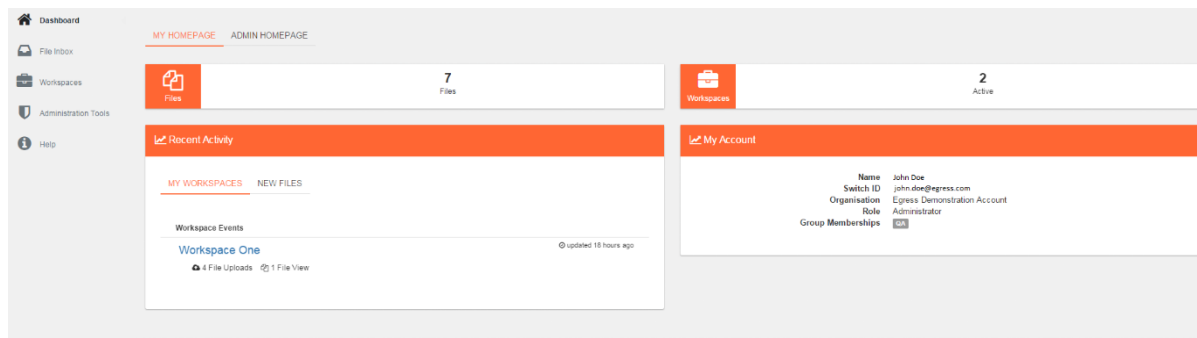 Dashboard
File Inbox
Workspaces
Administration Tools
Help
MY HOMEPAGE ADMIN HOMEPAGE
Files
7
Files
Workspaces
2
Active
Recent Activity
MY WORKSPACES NEW FILES
Workspace Events
Workspace One updated 18 hours ago
4 File Uploads 1 File View
My Account
Name John Doe
Switch ID john.doe@egress.com
Organisation Egress Demonstration Account
Role Administrator
Group Memberships QA